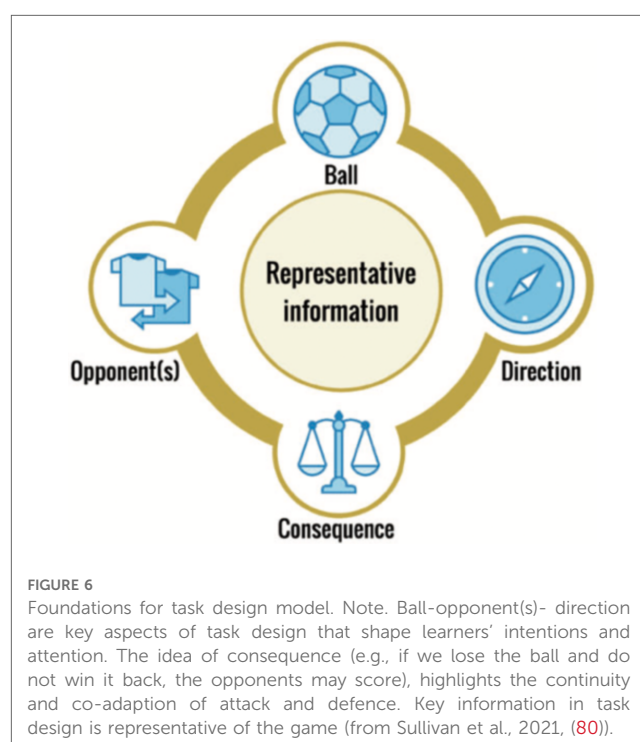 Ball
Representative
information
Opponent(s)
Direction
Consequence
FIGURE 6
Foundations for task design model. Note. Ball-opponent(s)- direction
are key aspects of task design that shape learners' intentions and
attention. The idea of consequence (e.g., if we lose the ball and do
not win it back, the opponents may score), highlights the continuity
and co-adaption of attack and defence. Key information in task
design is representative of the game (from Sullivan et al., 2021, (80)).